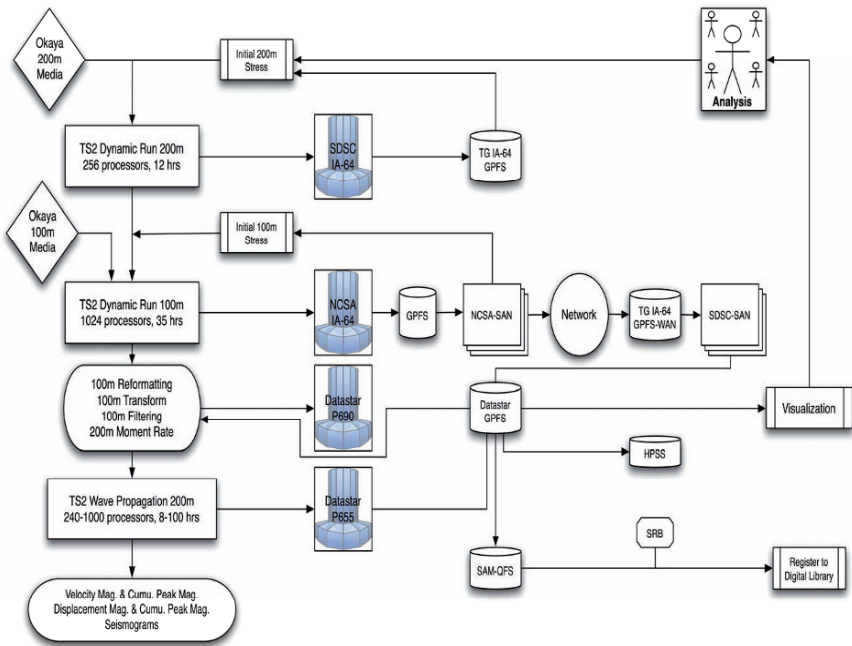 Okaya
200m
Media
Initial 200m
Stress
Analysis
TS2 Dynamic Run 200m
256 processors, 12 hrs
SDSC
IA-64
TG IA-64
GPFS
Okaya
100m
Media
Initial 100m
Stress
TS2 Dynamic Run 100m
1024 processors, 35 hrs
NCSA
IA-64
GPFS
NCSA-SAN
Network
TG IA-64
GPFS-WAN
SDSC-SAN
100m Reformatting
100m Transform
100m Filtering
200m Moment Rate
Datastar
P690
Datastar
GPFS
Visualization
HPSS
TS2 Wave Propagation 200m
240-1000 processors, 8-100 hrs
Datastar
P655
SRB
SAM-QFS
Register to
Digital Library
Velocity Mag. & Cumu. Peak Mag.
Displacement Mag. & Cumu. Peak Mag.
Seismograms